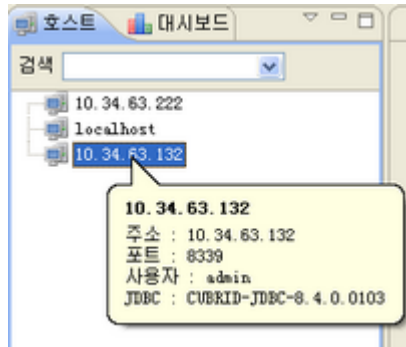 호스트 대시보드
검색
10.34.63.222
localhost
10.34.63.132
10.34.63.132
주소 : 10.34.63.132
포트 : 8339
사용자 : admin
JDBC : CUBRID-JDBC-8.4.0.0103